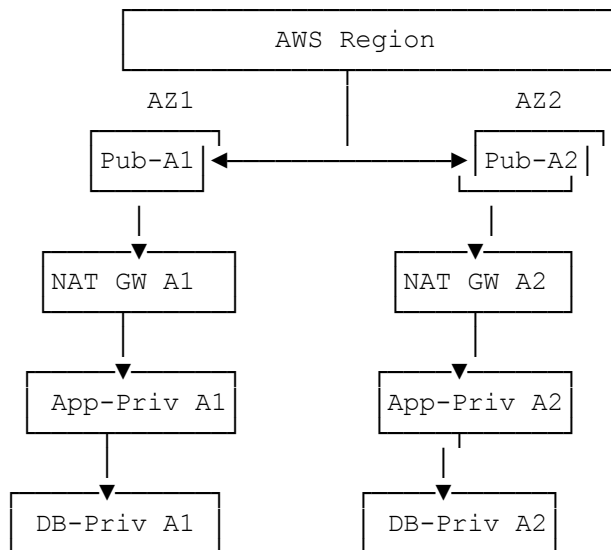 AWS Region
AZ1 AZ2
Pub-A1 Pub-A2
NAT GW A1 NAT GW A2
App-Priv A1 App-Priv A2
DB-Priv A1 DB-Priv A2